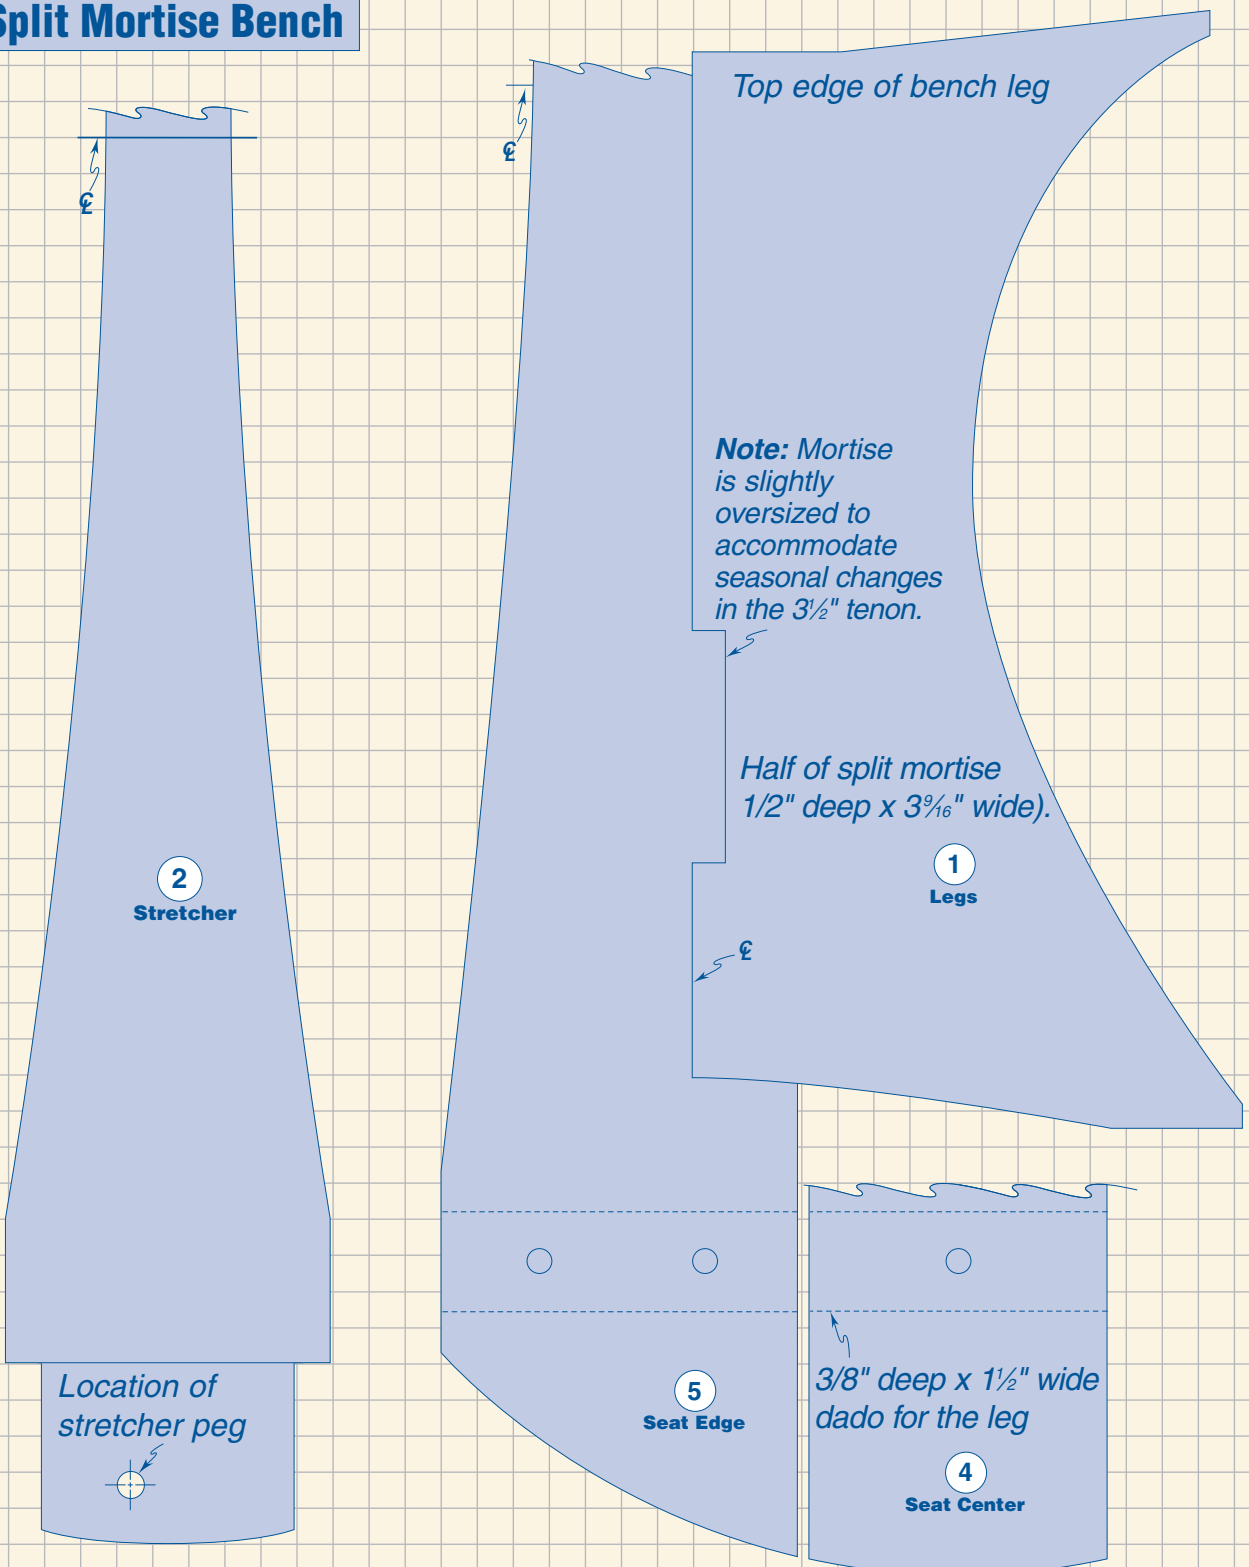 Split Mortise Bench
Top edge of bench leg
℄
℄
Note: Mortise
is slightly
oversized to
accommodate
seasonal changes
in the 3½" tenon.
Half of split mortise
1/2" deep x 3 9⁄16" wide).
1
Legs
2
Stretcher
℄
Location of
stretcher peg
5
Seat Edge
3/8" deep x 1½" wide
dado for the leg
4
Seat Center